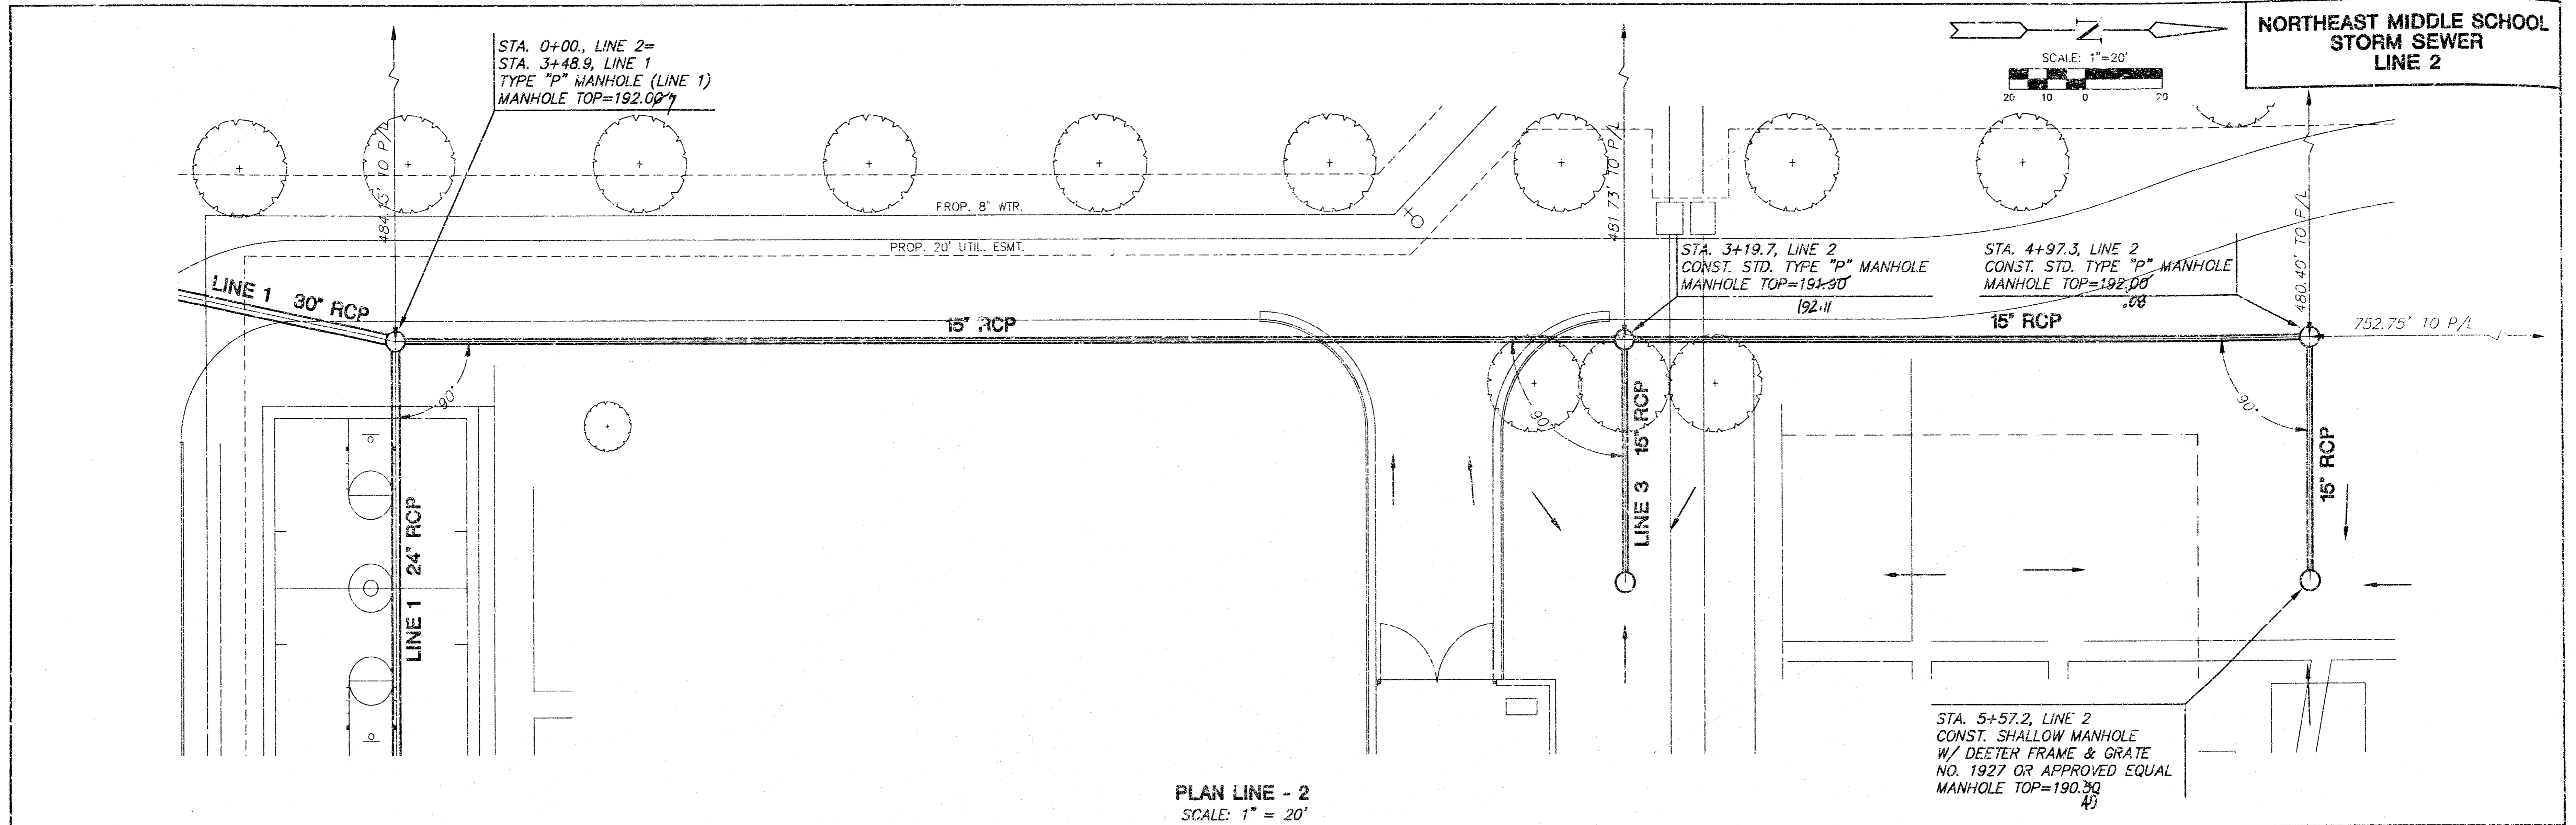 NORTHEAST MIDDLE SCHOOL
STORM SEWER
LINE 2
N
SCALE: 1"=20'
20 10 0 20
STA. 0+00., LINE 2=
STA. 3+48.9, LINE 1
TYPE "P" MANHOLE (LINE 1)
MANHOLE TOP=192.00
484.13' TO P/L
481.73' TO P/L
480.40' TO P/L
PROP. 8" WTR.
PROP. 20' UTIL. ESMT.
STA. 3+19.7, LINE 2
CONST. STD. TYPE "P" MANHOLE
MANHOLE TOP=191.90
192.11
STA. 4+97.3, LINE 2
CONST. STD. TYPE "P" MANHOLE
MANHOLE TOP=192.00
.08
LINE 1 30" RCP
15" RCP
15" RCP
752.75' TO P/L
90°
90°
90°
LINE 1 24" RCP
LINE 3 15" RCP
15" RCP
STA. 5+57.2, LINE 2
CONST. SHALLOW MANHOLE
W/ DEETER FRAME & GRATE
NO. 1927 OR APPROVED EQUAL
MANHOLE TOP=190.30
49
PLAN LINE - 2
SCALE: 1" = 20'